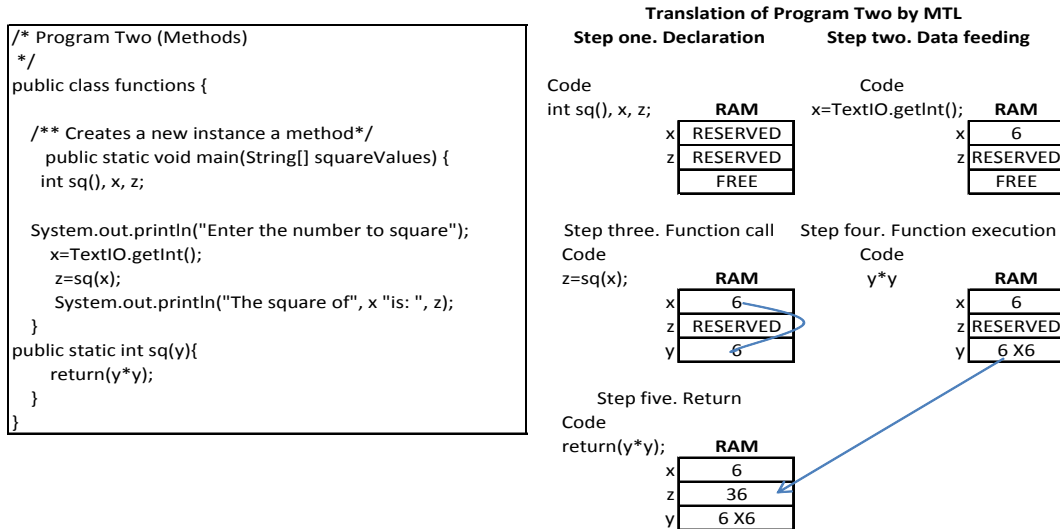 /* Program Two (Methods)
*/
public class functions {
/** Creates a new instance a method*/
public static void main(String[] squareValues) {
int sq(), x, z;
System.out.println("Enter the number to square");
x=TextIO.getInt();
z=sq(x);
System.out.println("The square of", x "is: ", z);
}
public static int sq(y){
return(y*y);
}
}
Translation of Program Two by MTL
Step one. Declaration
Code
int sq(), x, z; RAM
x RESERVED
z RESERVED
FREE
Step two. Data feeding
Code
x=TextIO.getInt(); RAM
x 6
z RESERVED
FREE
Step three. Function call
Code
z=sq(x); RAM
x 6
z RESERVED
y 6
Step four. Function execution
Code
y*y RAM
x 6
z RESERVED
y 6 X6
Step five. Return
Code
return(y*y); RAM
x 6
z 36
y 6 X6